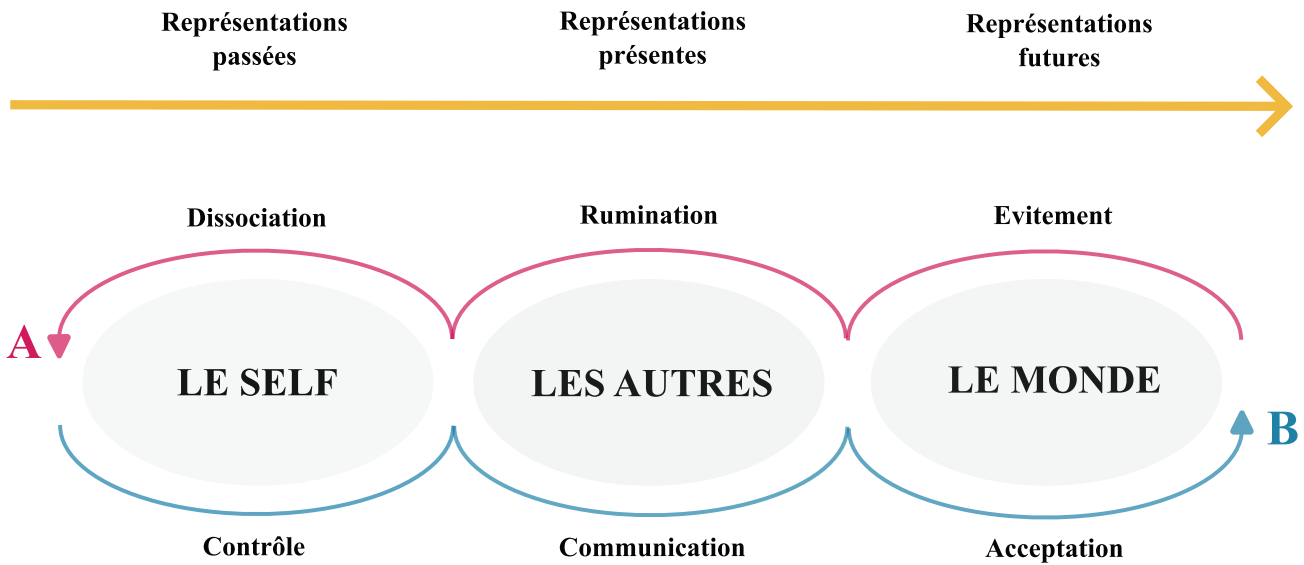 Représentations
passées
Représentations
présentes
Représentations
futures
Dissociation
Rumination
Evitement
A
LE SELF
LES AUTRES
LE MONDE
B
Contrôle
Communication
Acceptation